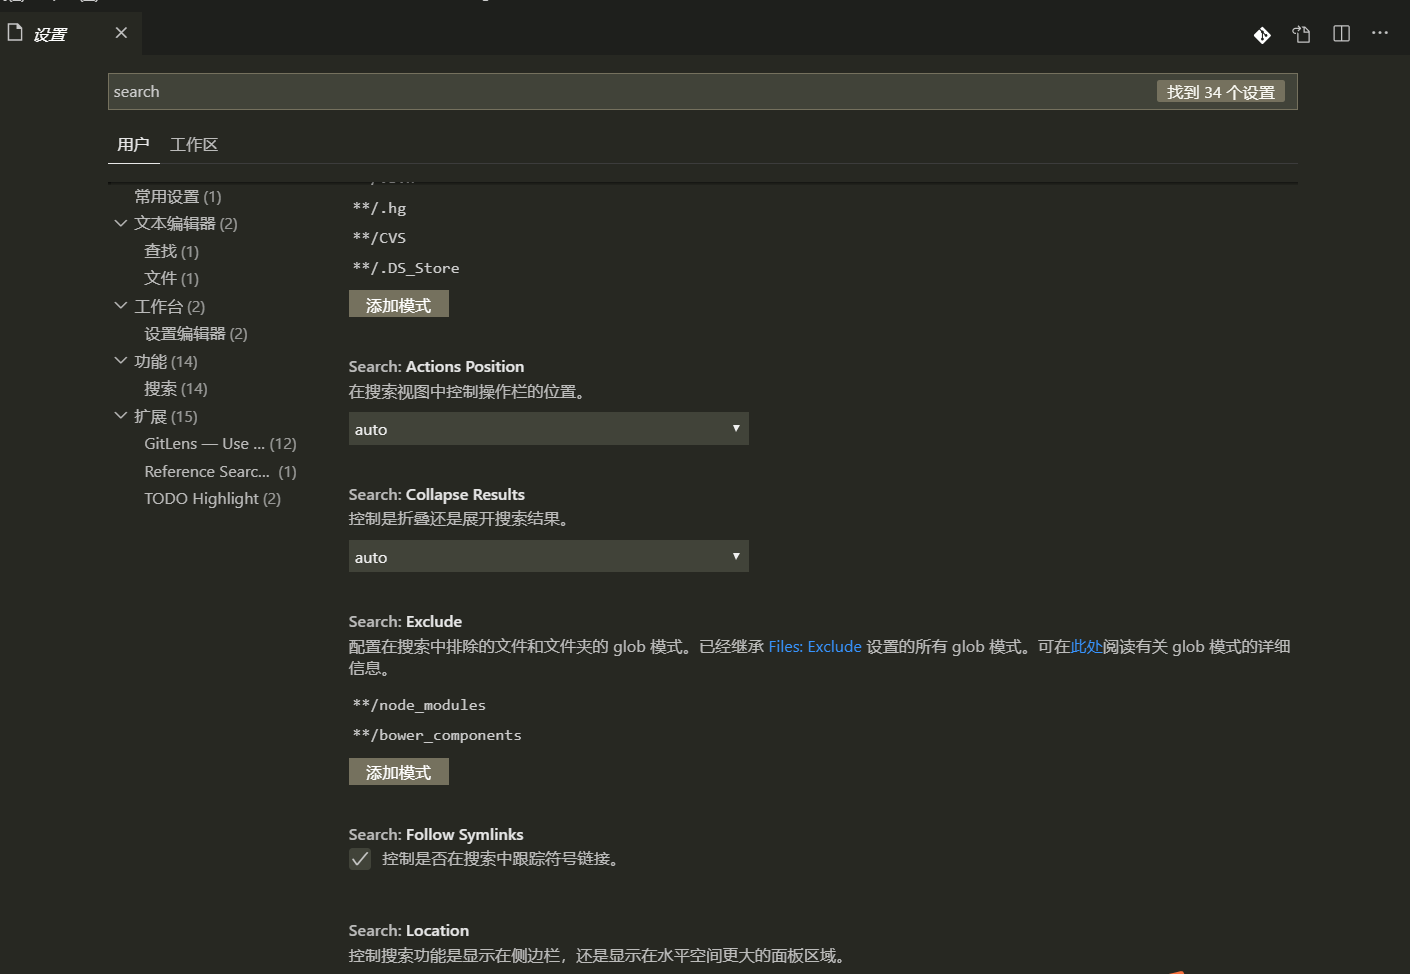 设置
search
找到 34 个设置
用户 工作区
常用设置 (1)
文本编辑器 (2)
查找 (1)
文件 (1)
工作台 (2)
设置编辑器 (2)
功能 (14)
搜索 (14)
扩展 (15)
GitLens — Use ... (12)
Reference Searc... (1)
TODO Highlight (2)
**/.hg
**/CVS
**/.DS_Store
添加模式
Search: Actions Position
在搜索视图中控制操作栏的位置。
auto
Search: Collapse Results
控制是折叠还是展开搜索结果。
auto
Search: Exclude
配置在搜索中排除的文件和文件夹的 glob 模式。已经继承 Files: Exclude 设置的所有 glob 模式。可在此处阅读有关 glob 模式的详细
信息。
**/node_modules
**/bower_components
添加模式
Search: Follow Symlinks
控制是否在搜索中跟踪符号链接。
Search: Location
控制搜索功能是显示在侧边栏，还是显示在水平空间更大的面板区域。